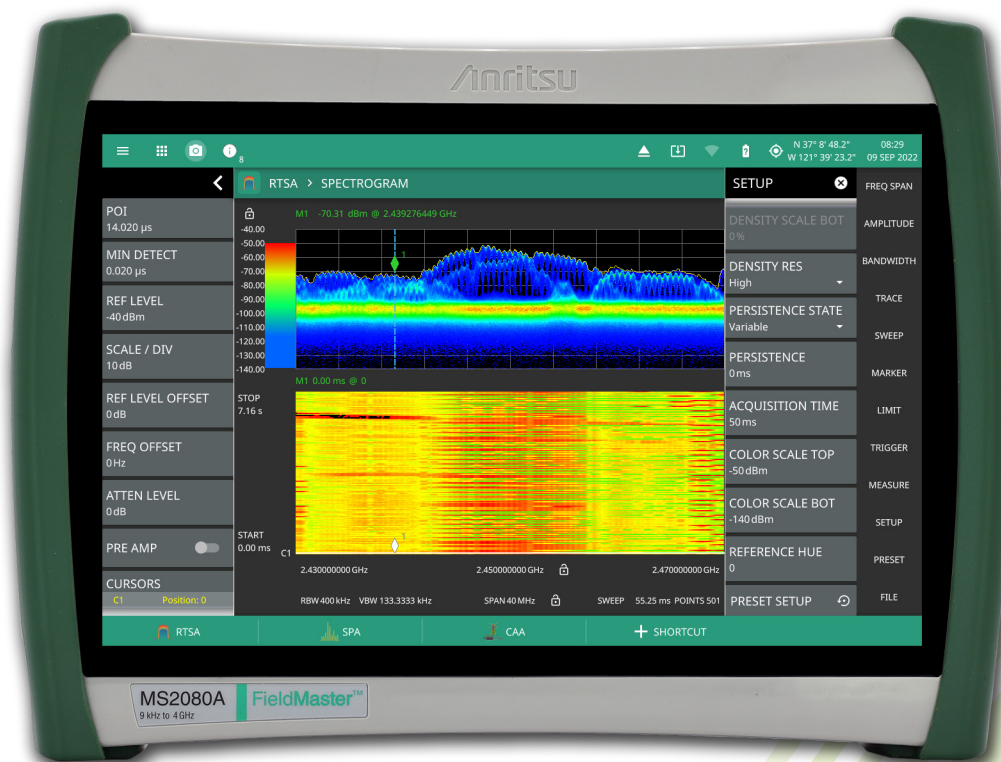 Anritsu
8
N 37° 8' 48.2"
W 121° 39' 23.2"
08:29
09 SEP 2022
RTSA > SPECTROGRAM
SETUP
FREQ SPAN
AMPLITUDE
BANDWIDTH
TRACE
SWEEP
MARKER
LIMIT
TRIGGER
MEASURE
SETUP
PRESET
FILE
POI
14.020 µs
MIN DETECT
0.020 µs
REF LEVEL
-40 dBm
SCALE / DIV
10 dB
REF LEVEL OFFSET
0 dB
FREQ OFFSET
0 Hz
ATTEN LEVEL
0 dB
PRE AMP
CURSORS
C1 Position: 0
M1 -70.31 dBm @ 2.439276449 GHz
-40.00
-50.00
-60.00
-70.00
-80.00
-90.00
-100.00
-110.00
-120.00
-130.00
-140.00
1
M1 0.00 ms @ 0
STOP
7.16 s
START
0.00 ms
C1
1
2.430000000 GHz 2.450000000 GHz 2.470000000 GHz
RBW 400 kHz VBW 133.3333 kHz SPAN 40 MHz SWEEP 55.25 ms POINTS 501
DENSITY SCALE BOT
0 %
DENSITY RES
High
PERSISTENCE STATE
Variable
PERSISTENCE
0 ms
ACQUISITION TIME
50 ms
COLOR SCALE TOP
-50 dBm
COLOR SCALE BOT
-140 dBm
REFERENCE HUE
0
PRESET SETUP
RTSA
SPA
CAA
+ SHORTCUT
MS2080A
9 kHz to 4 GHz
FieldMaster™